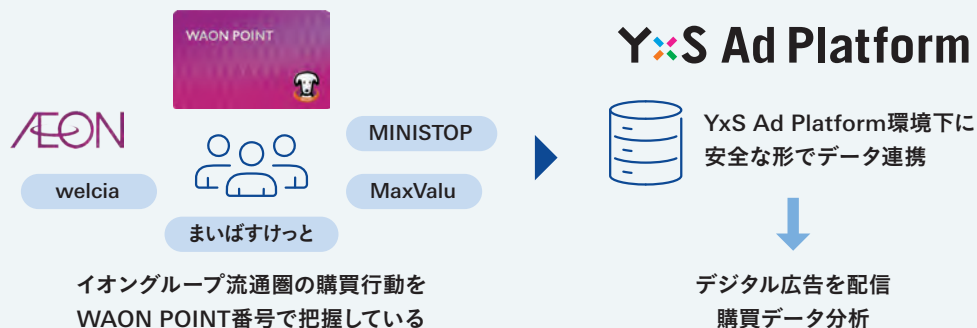 WAON POINT
ÆON
welcia
MINISTOP
MaxValu
まいばすけっと
イオングループ流通圏の購買行動を
WAON POINT番号で把握している
Y×S Ad Platform
YxS Ad Platform環境下に
安全な形でデータ連携
デジタル広告を配信
購買データ分析